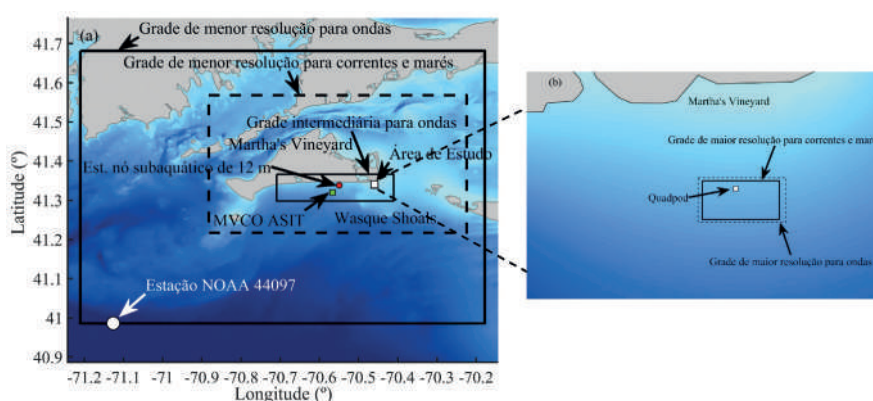 (a)
Grade de menor resolução para ondas
Grade de menor resolução para correntes e marés
Grade intermediária para ondas
Martha's Vineyard
Área de Estudo
Est. nó subaquático de 12 m
MVCO ASIT
Wasque Shoals
Estação NOAA 44097
41.7
41.6
41.5
41.4
41.3
41.2
41.1
41
40.9
Latitude (º)
-71.2 -71.1 -71 -70.9 -70.8 -70.7 -70.6 -70.5 -70.4 -70.3 -70.2
Longitude (º)
(b)
Martha's Vineyard
Grade de maior resolução para correntes e mar
Quadpod
Grade de maior resolução para ondas